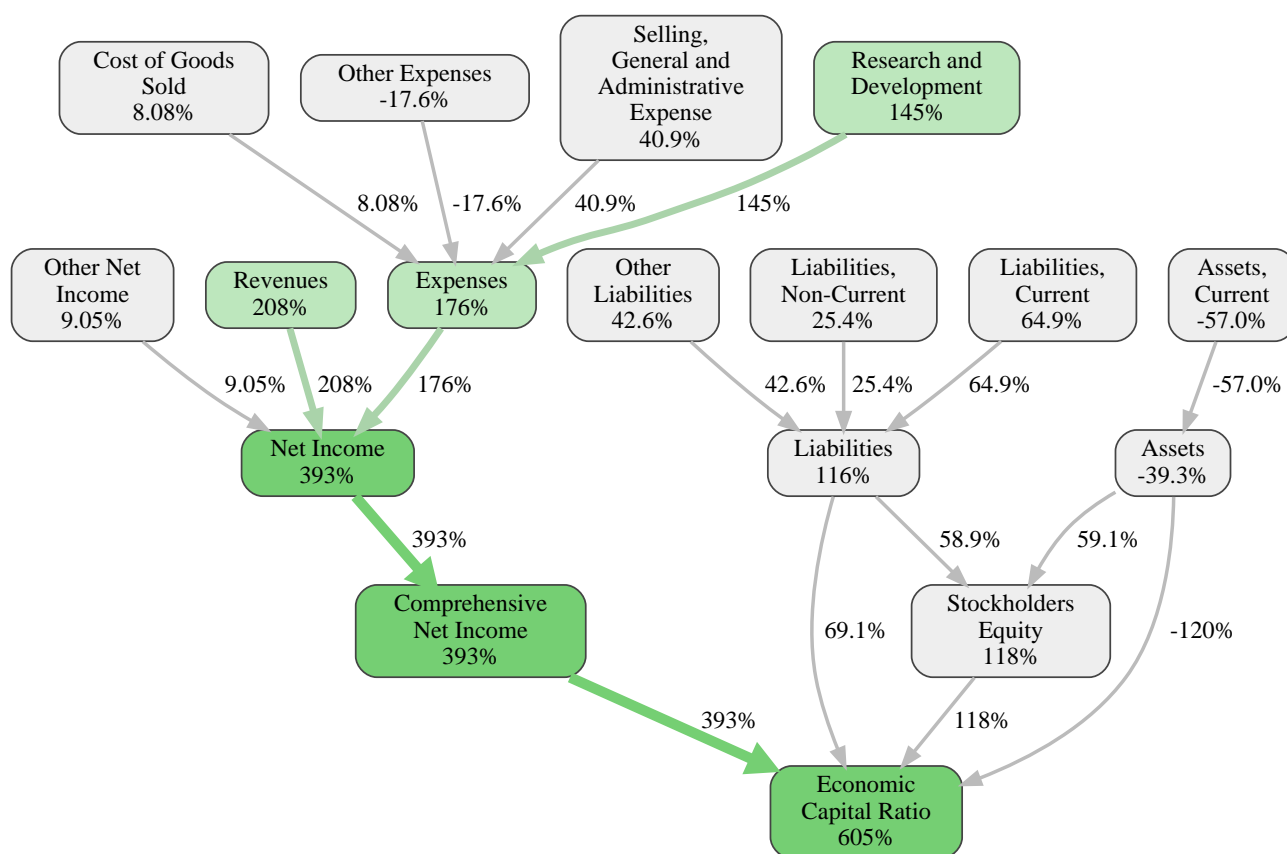 Cost of Goods
Sold
8.08%
Other Expenses
-17.6%
Selling,
General and
Administrative
Expense
40.9%
Research and
Development
145%
8.08%
-17.6%
40.9%
145%
Other Net
Income
9.05%
Revenues
208%
Expenses
176%
Other
Liabilities
42.6%
Liabilities,
Non-Current
25.4%
Liabilities,
Current
64.9%
Assets,
Current
-57.0%
9.05%
208%
176%
42.6%
25.4%
64.9%
-57.0%
Net Income
393%
Liabilities
116%
Assets
-39.3%
393%
58.9%
59.1%
Comprehensive
Net Income
393%
69.1%
Stockholders
Equity
118%
-120%
393%
118%
Economic
Capital Ratio
605%